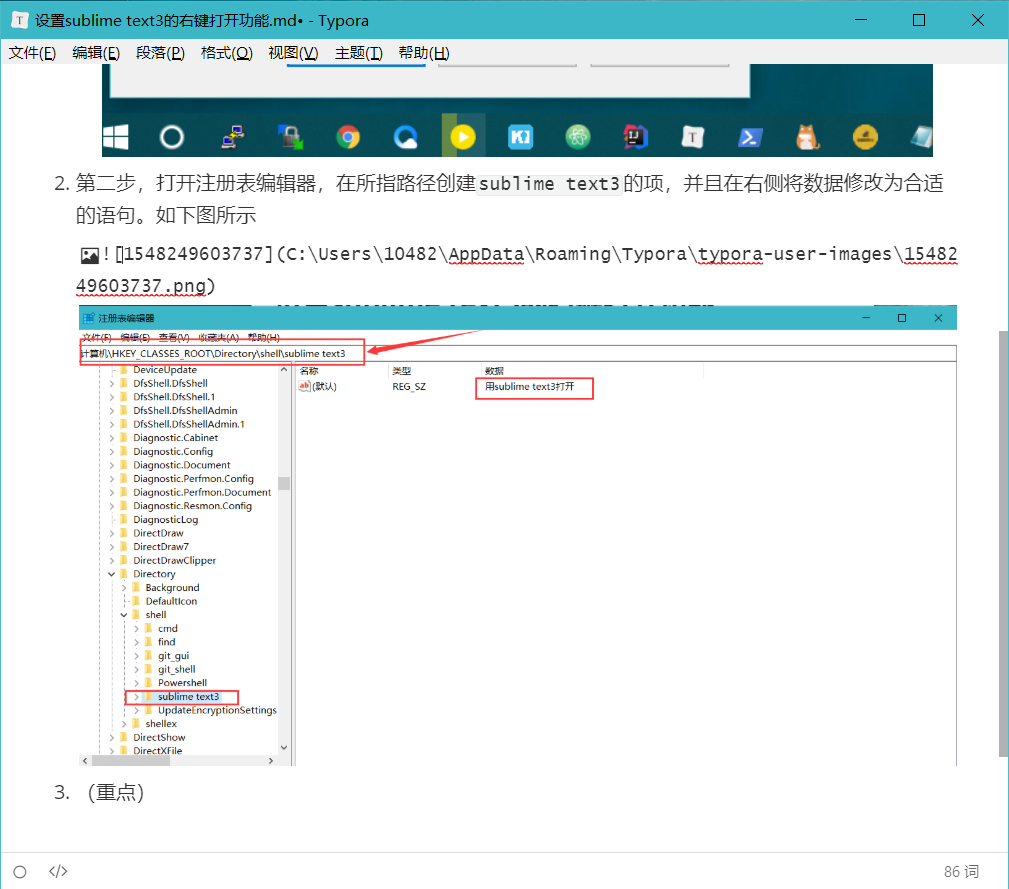 设置sublime text3的右键打开功能.md• - Typora
文件(F) 编辑(E) 段落(P) 格式(O) 视图(V) 主题(T) 帮助(H)
2. 第二步，打开注册表编辑器，在所指路径创建sublime text3的项，并且在右侧将数据修改为合适
的语句。如下图所示
![1548249603737](C:\Users\10482\AppData\Roaming\Typora\typora-user-images\15482
49603737.png)
注册表编辑器
文件(F) 编辑(E) 查看(V) 收藏夹(A) 帮助(H)
计算机\HKEY_CLASSES_ROOT\Directory\shell\sublime text3
名称 类型 数据
ab (默认) REG_SZ 用sublime text3打开
DeviceUpdate
DfsShell.DfsShell
DfsShell.DfsShell.1
DfsShell.DfsShellAdmin
DfsShell.DfsShellAdmin.1
Diagnostic.Cabinet
Diagnostic.Config
Diagnostic.Document
Diagnostic.Perfmon.Config
Diagnostic.Perfmon.Document
Diagnostic.Resmon.Config
DiagnosticLog
DirectDraw
DirectDraw7
DirectDrawClipper
Directory
Background
DefaultIcon
shell
cmd
find
git_gui
git_shell
Powershell
sublime text3
UpdateEncryptionSettings
shellex
DirectShow
DirectXFile
3. （重点）
86 词